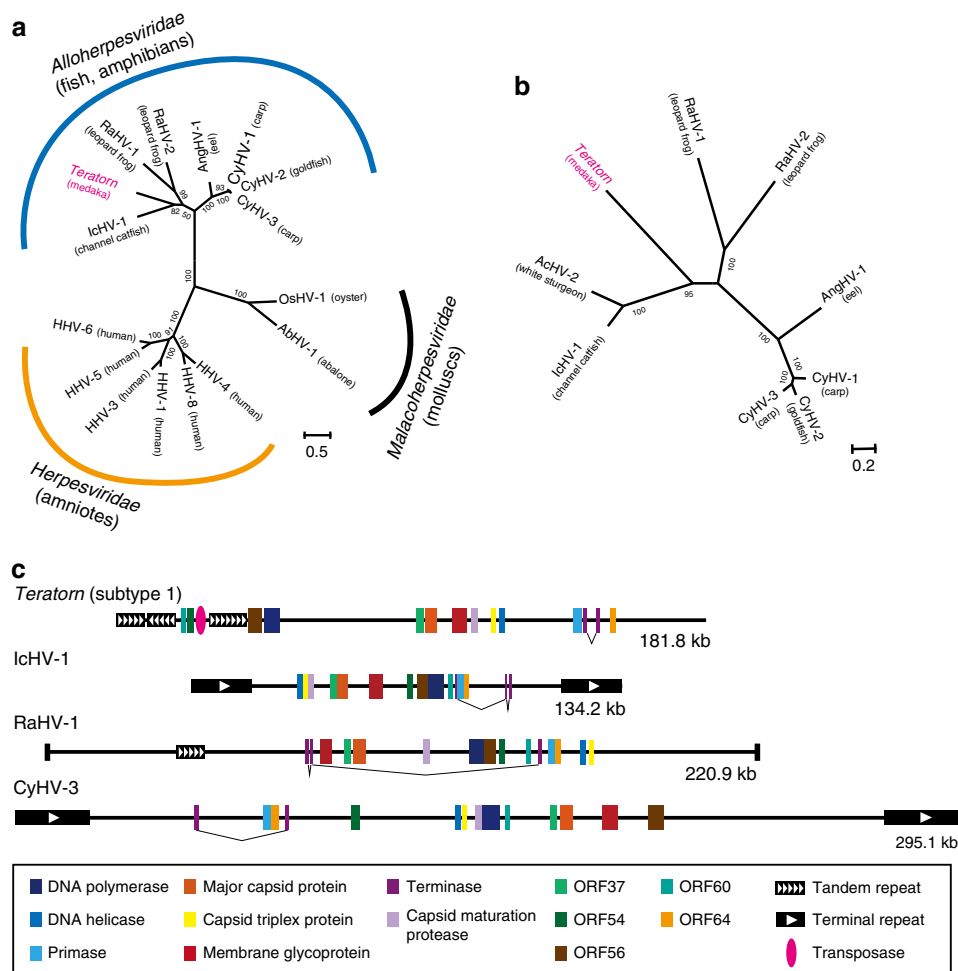 a
Alloherpesviridae
(fish, amphibians)
RaHV-1
(leopard frog)
RaHV-2
(leopard frog)
AngHV-1
(eel)
CyHV-1 (carp)
CyHV-2 (goldfish)
CyHV-3 (carp)
Teratorn
(medaka)
IcHV-1
(channel catfish)
99
82
50
93
100
100
100
100
OsHV-1 (oyster)
AbHV-1 (abalone)
Malacoherpesviridae
(molluscs)
HHV-6 (human)
HHV-5 (human)
HHV-3 (human)
HHV-1 (human)
HHV-8 (human)
HHV-4 (human)
100
91
100
100
100
0.5
Herpesviridae
(amniotes)
b
RaHV-1
(leopard frog)
RaHV-2
(leopard frog)
Teratorn
(medaka)
AcHV-2
(white sturgeon)
IcHV-1
(channel catfish)
AngHV-1
(eel)
CyHV-1
(carp)
CyHV-2
(goldfish)
CyHV-3
(carp)
100
95
100
100
100
0.2
c
Teratorn (subtype 1)
181.8 kb
IcHV-1
134.2 kb
RaHV-1
220.9 kb
CyHV-3
295.1 kb
DNA polymerase
DNA helicase
Primase
Major capsid protein
Capsid triplex protein
Membrane glycoprotein
Terminase
Capsid maturation
protease
ORF37
ORF54
ORF56
ORF60
ORF64
Tandem repeat
Terminal repeat
Transposase